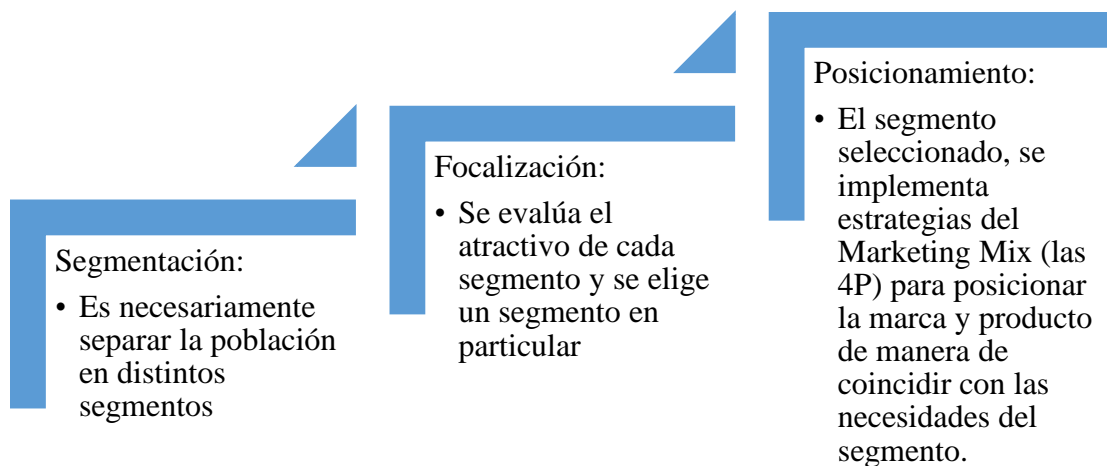 Segmentación:
• Es necesariamente
separar la población
en distintos
segmentos
Focalización:
• Se evalúa el
atractivo de cada
segmento y se elige
un segmento en
particular
Posicionamiento:
• El segmento
seleccionado, se
implementa
estrategias del
Marketing Mix (las
4P) para posicionar
la marca y producto
de manera de
coincidir con las
necesidades del
segmento.